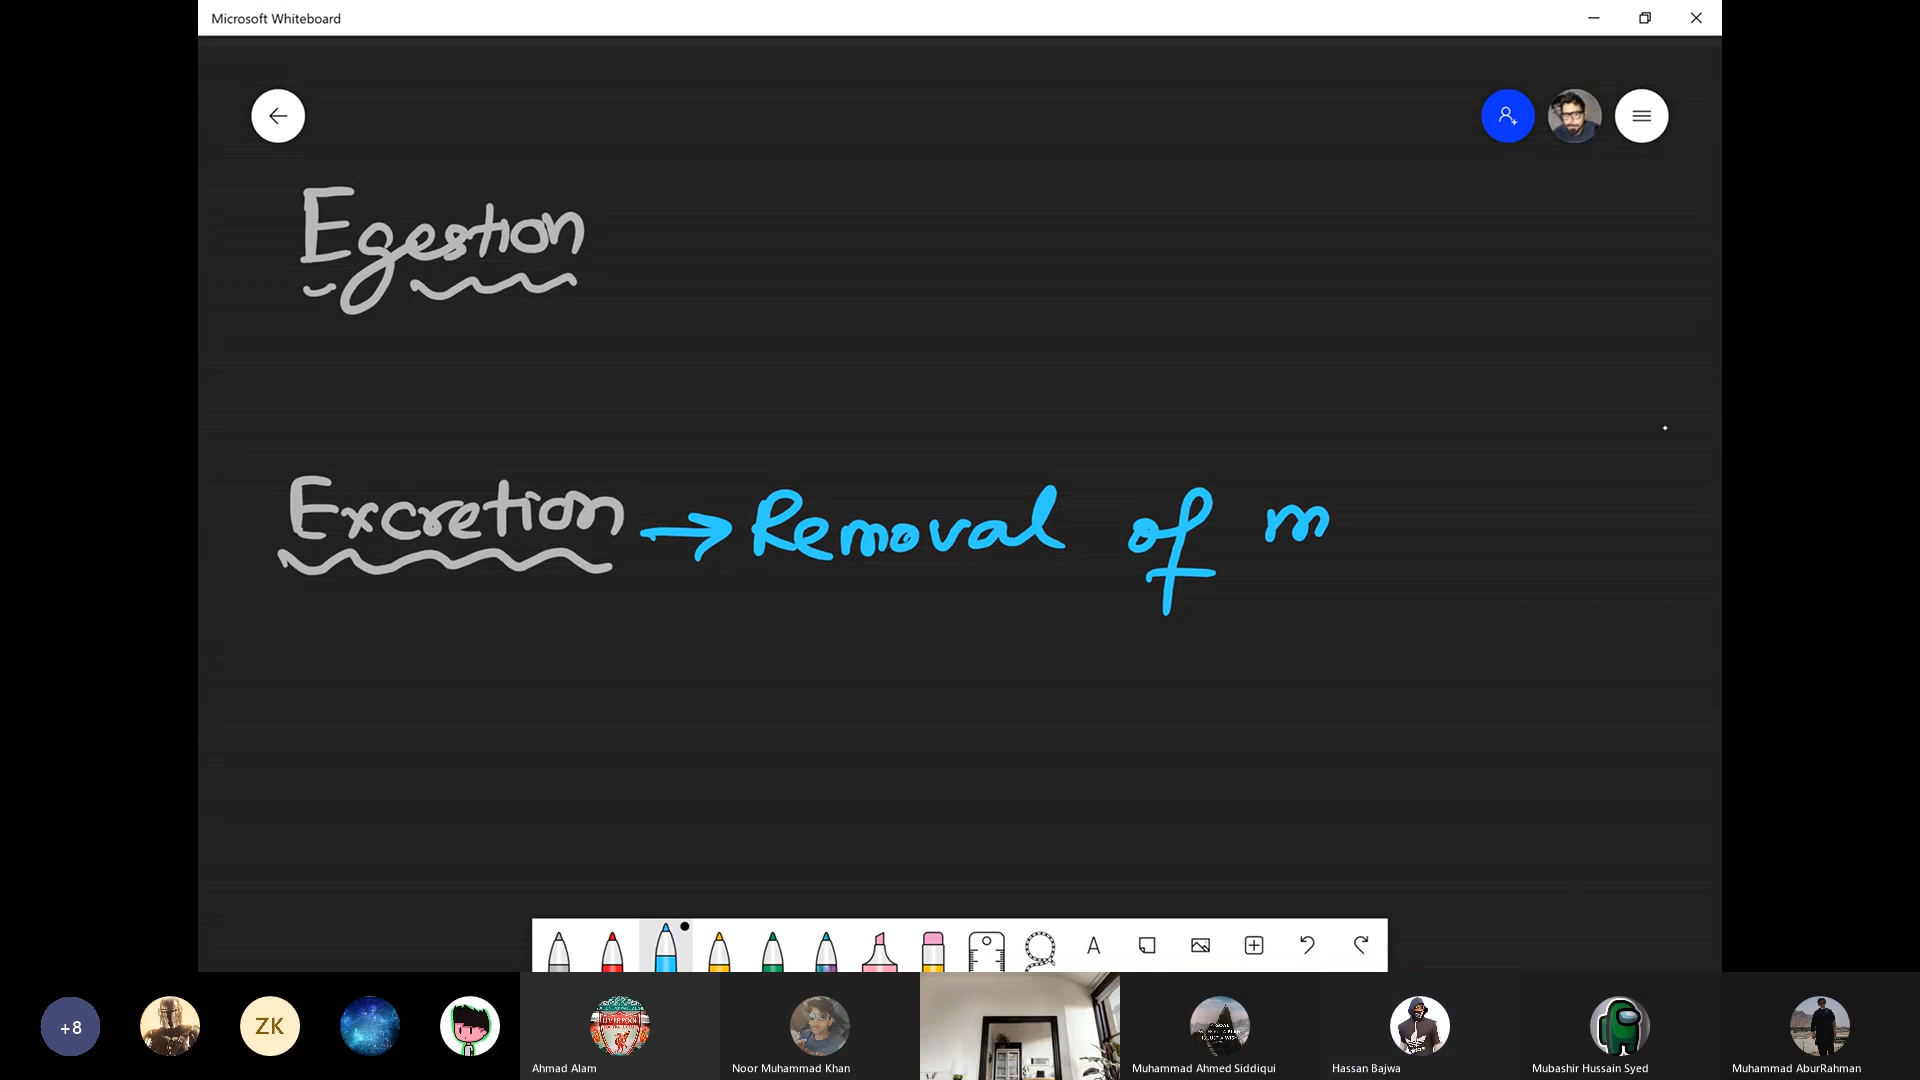 Microsoft Whiteboard
Egestion
Excretion → Removal of m
A
+8
ZK
Ahmad Alam
Noor Muhammad Khan
Muhammad Ahmed Siddiqui
Hassan Bajwa
Mubashir Hussain Syed
Muhammad AburRahman